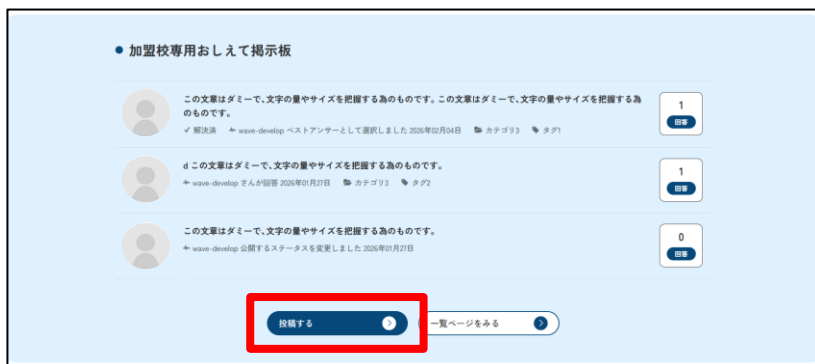 加盟校専用おしえて掲示板
この文章はダミーで、文字の量やサイズを把握する為のものです。この文章はダミーで、文字の量やサイズを把握する為
のものです。
1
回答
✓ 解決済 wave-develop ベストアンサーとして選択しました 2026年02月04日 カテゴリ3 タグ1
d この文章はダミーで、文字の量やサイズを把握する為のものです。
1
回答
wave-develop さんが回答 2026年01月27日 カテゴリ3 タグ2
この文章はダミーで、文字の量やサイズを把握する為のものです。
0
回答
wave-develop 公開するステータスを変更しました 2026年01月27日
投稿する
一覧ページをみる